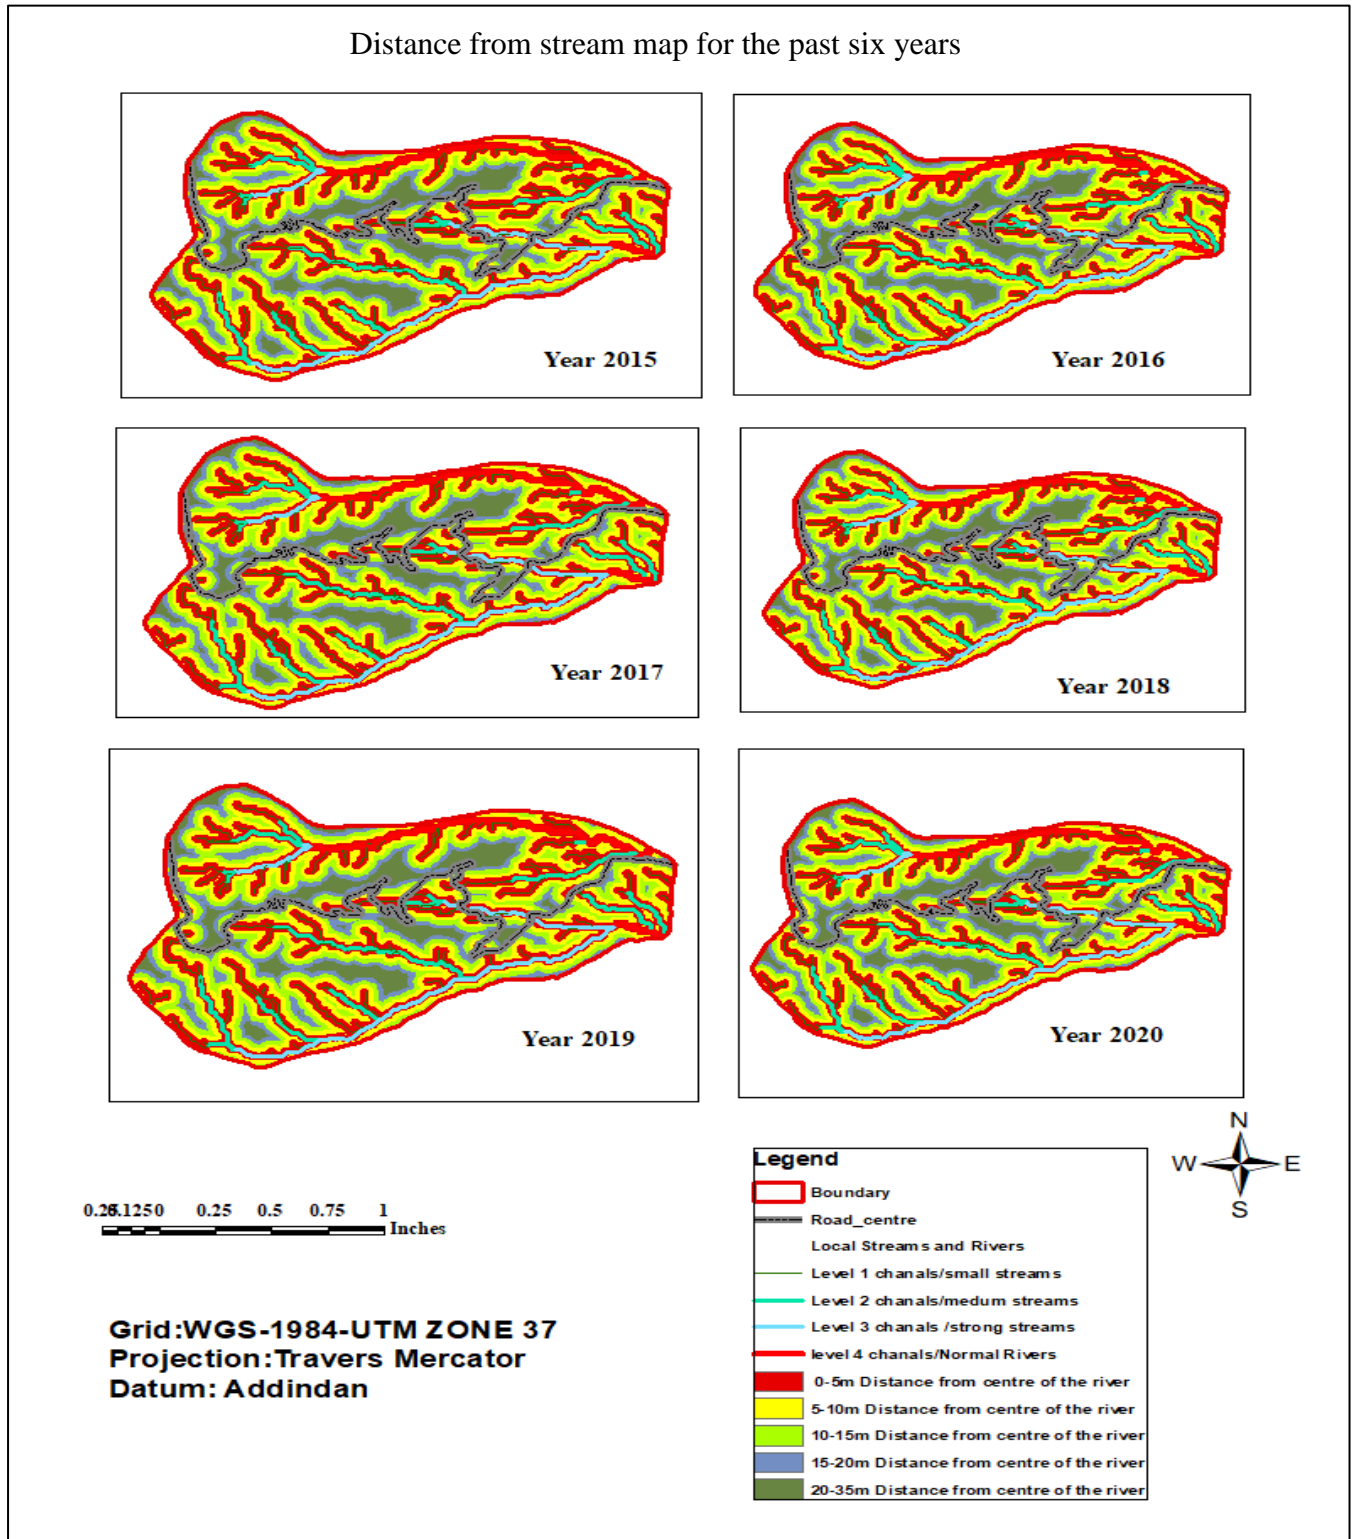 Distance from stream map for the past six years
Year 2015
Year 2016
Year 2017
Year 2018
Year 2019
Year 2020
N
W E
S
0.25 0.125 0 0.25 0.5 0.75 1
Inches
Grid:WGS-1984-UTM ZONE 37
Projection:Travers Mercator
Datum: Addindan
Legend
Boundary
Road_centre
Local Streams and Rivers
Level 1 chanals/small streams
Level 2 chanals/medum streams
Level 3 chanals /strong streams
level 4 chanals/Normal Rivers
0-5m Distance from centre of the river
5-10m Distance from centre of the river
10-15m Distance from centre of the river
15-20m Distance from centre of the river
20-35m Distance from centre of the river